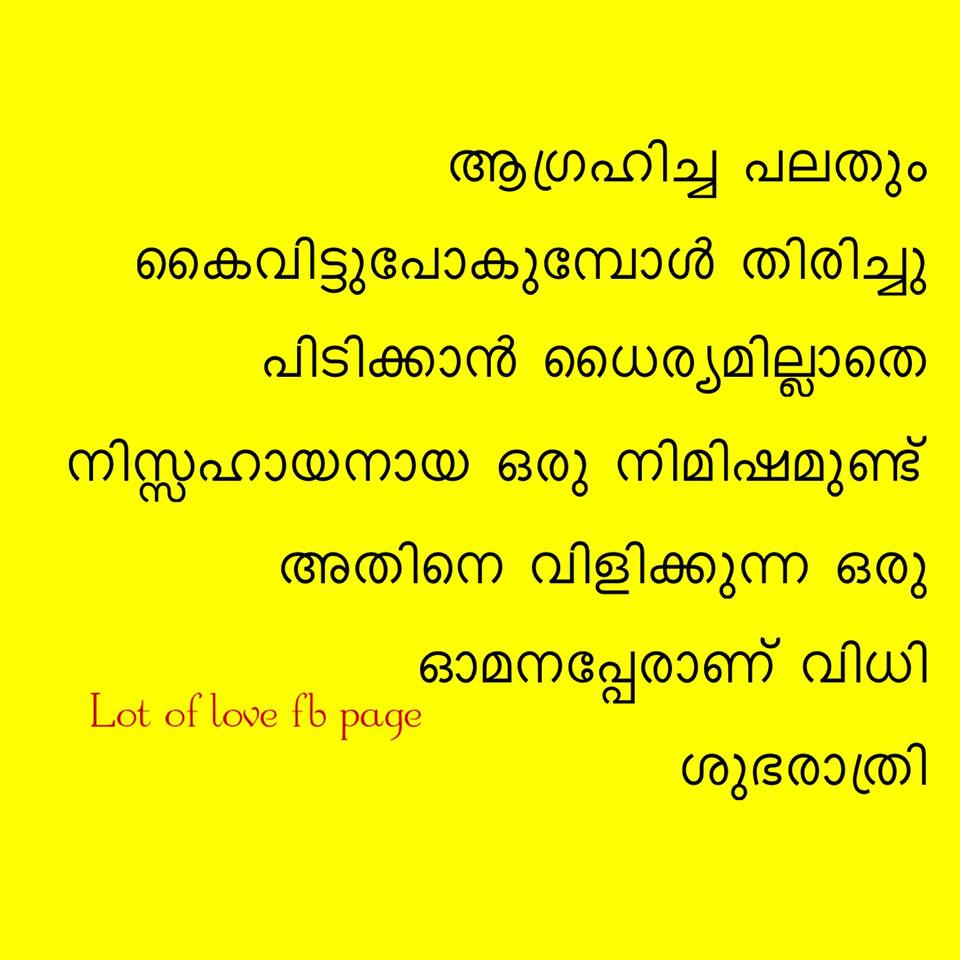 ആഗ്രഹിച്ച പലതും
കൈവിട്ടുപോകുമ്പോൾ തിരിച്ചു
പിടിക്കാൻ ധൈര്യമില്ലാതെ
നിസ്സഹായനായ ഒരു നിമിഷമുണ്ട്
അതിനെ വിളിക്കുന്ന ഒരു
ഓമനപ്പേരാണ് വിധി
Lot of love fb page
ശുഭരാത്രി